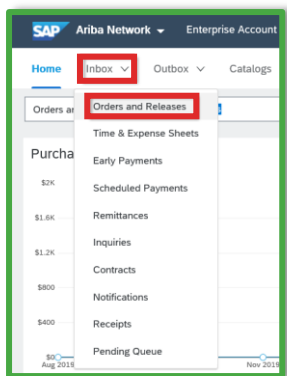 SAP Ariba Network Enterprise Account
Home Inbox Outbox Catalogs
Orders and Releases
Time & Expense Sheets
Early Payments
Scheduled Payments
Remittances
Inquiries
Contracts
Notifications
Receipts
Pending Queue
Orders ar
Purcha
$2K
$1.6K
$1.2K
$800
$400
$0
Aug 2019 Nov 2019